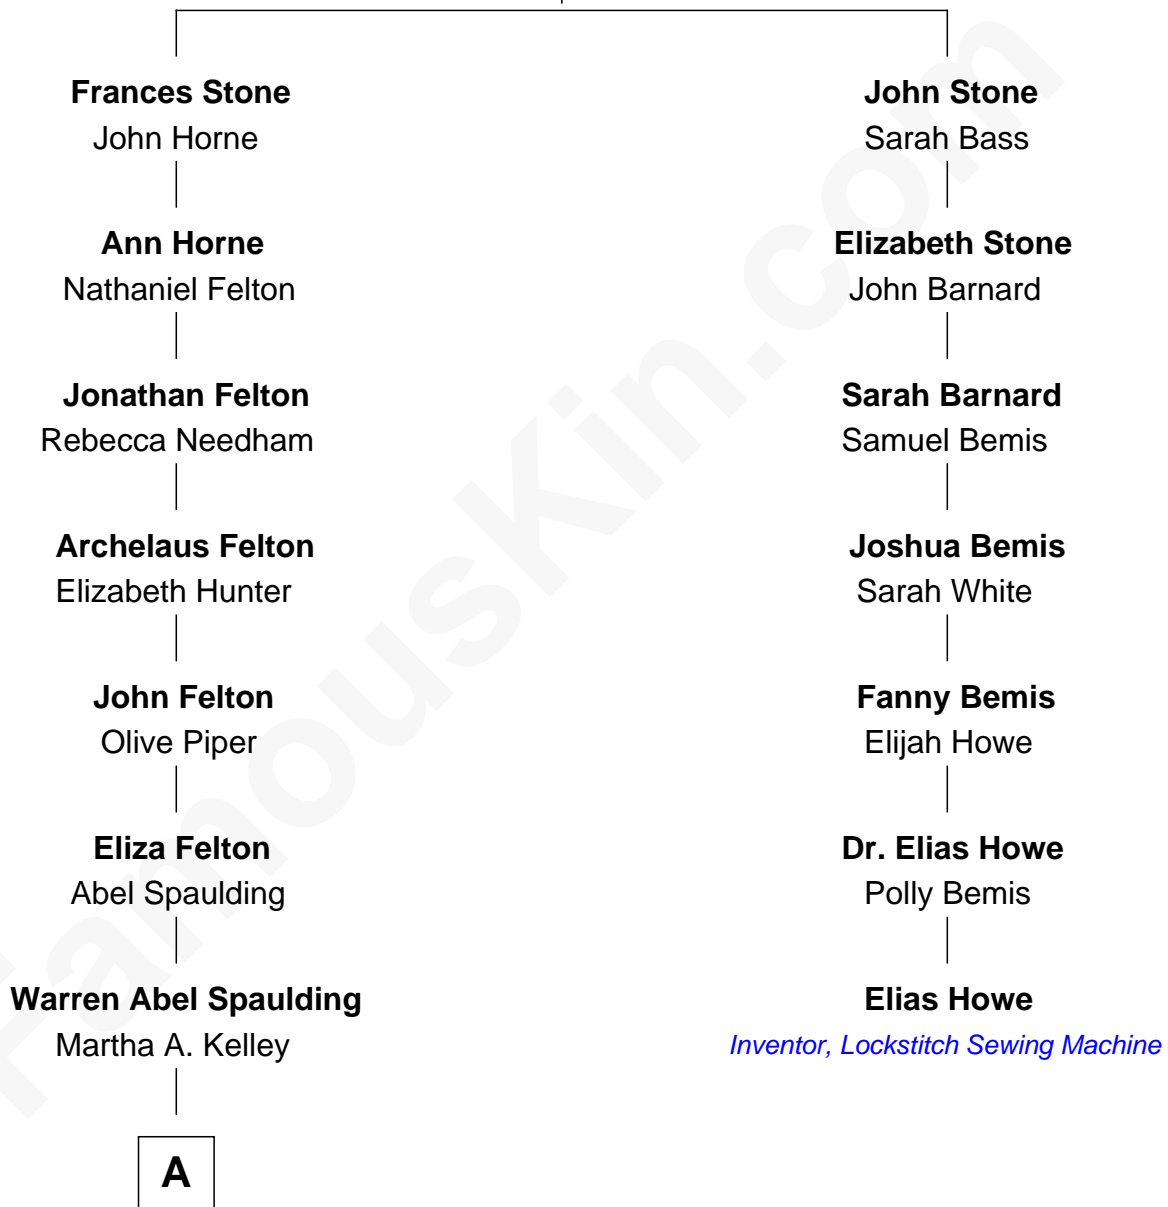 Frances Stone
John Horne
Ann Horne
Nathaniel Felton
Jonathan Felton
Rebecca Needham
Archelaus Felton
Elizabeth Hunter
John Felton
Olive Piper
Eliza Felton
Abel Spaulding
Warren Abel Spaulding
Martha A. Kelley
A
John Stone
Sarah Bass
Elizabeth Stone
John Barnard
Sarah Barnard
Samuel Bemis
Joshua Bemis
Sarah White
Fanny Bemis
Elijah Howe
Dr. Elias Howe
Polly Bemis
Elias Howe
Inventor, Lockstitch Sewing Machine
FamousKin.com